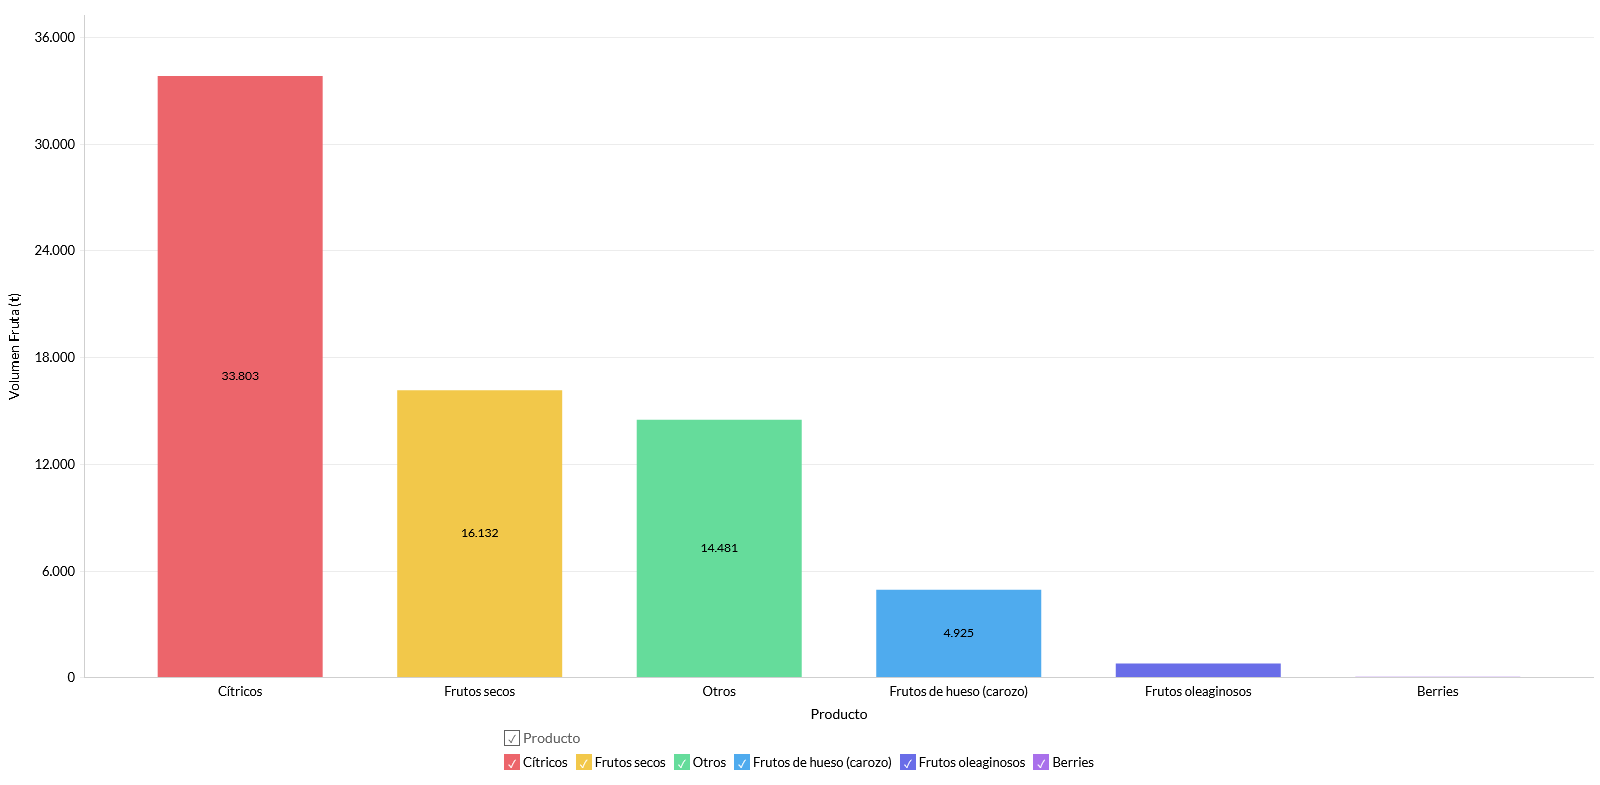 36.000
30.000
24.000
18.000
12.000
6.000
0
Volumen Fruta (t)
33.803
16.132
14.481
4.925
Cítricos
Frutos secos
Otros
Frutos de hueso (carozo)
Frutos oleaginosos
Berries
Producto
Producto
Cítricos Frutos secos Otros Frutos de hueso (carozo) Frutos oleaginosos Berries